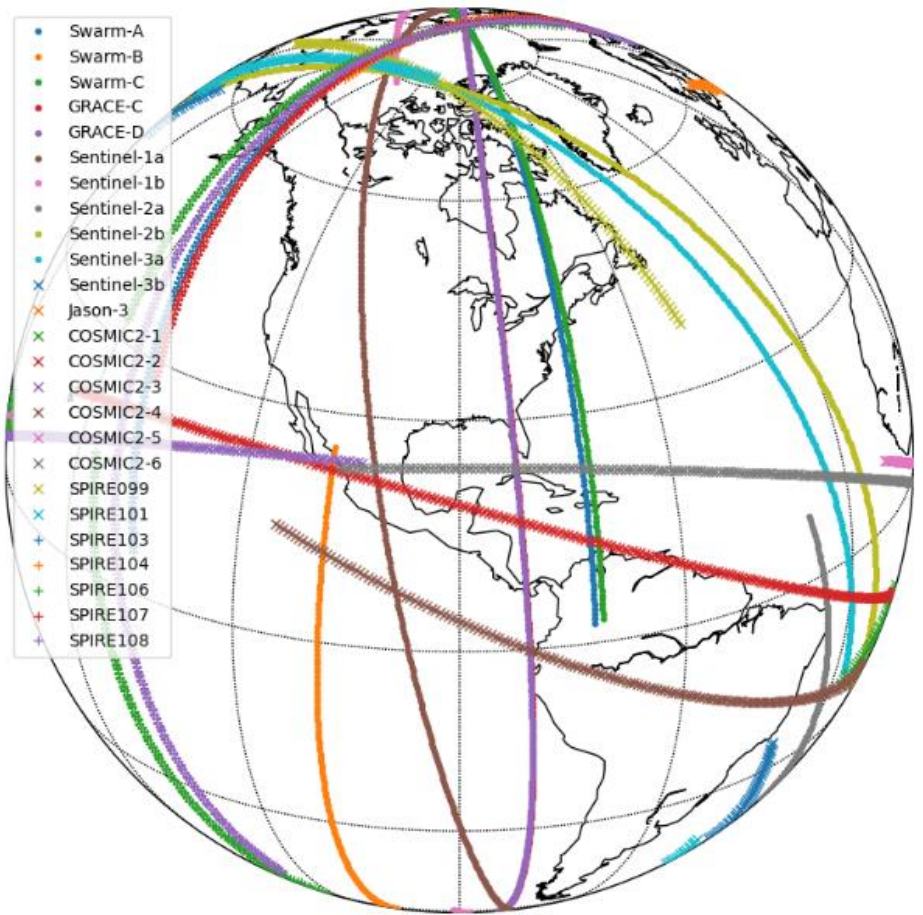 Swarm-A
Swarm-B
Swarm-C
GRACE-C
GRACE-D
Sentinel-1a
Sentinel-1b
Sentinel-2a
Sentinel-2b
Sentinel-3a
Sentinel-3b
Jason-3
COSMIC2-1
COSMIC2-2
COSMIC2-3
COSMIC2-4
COSMIC2-5
COSMIC2-6
SPIRE099
SPIRE101
SPIRE103
SPIRE104
SPIRE106
SPIRE107
SPIRE108